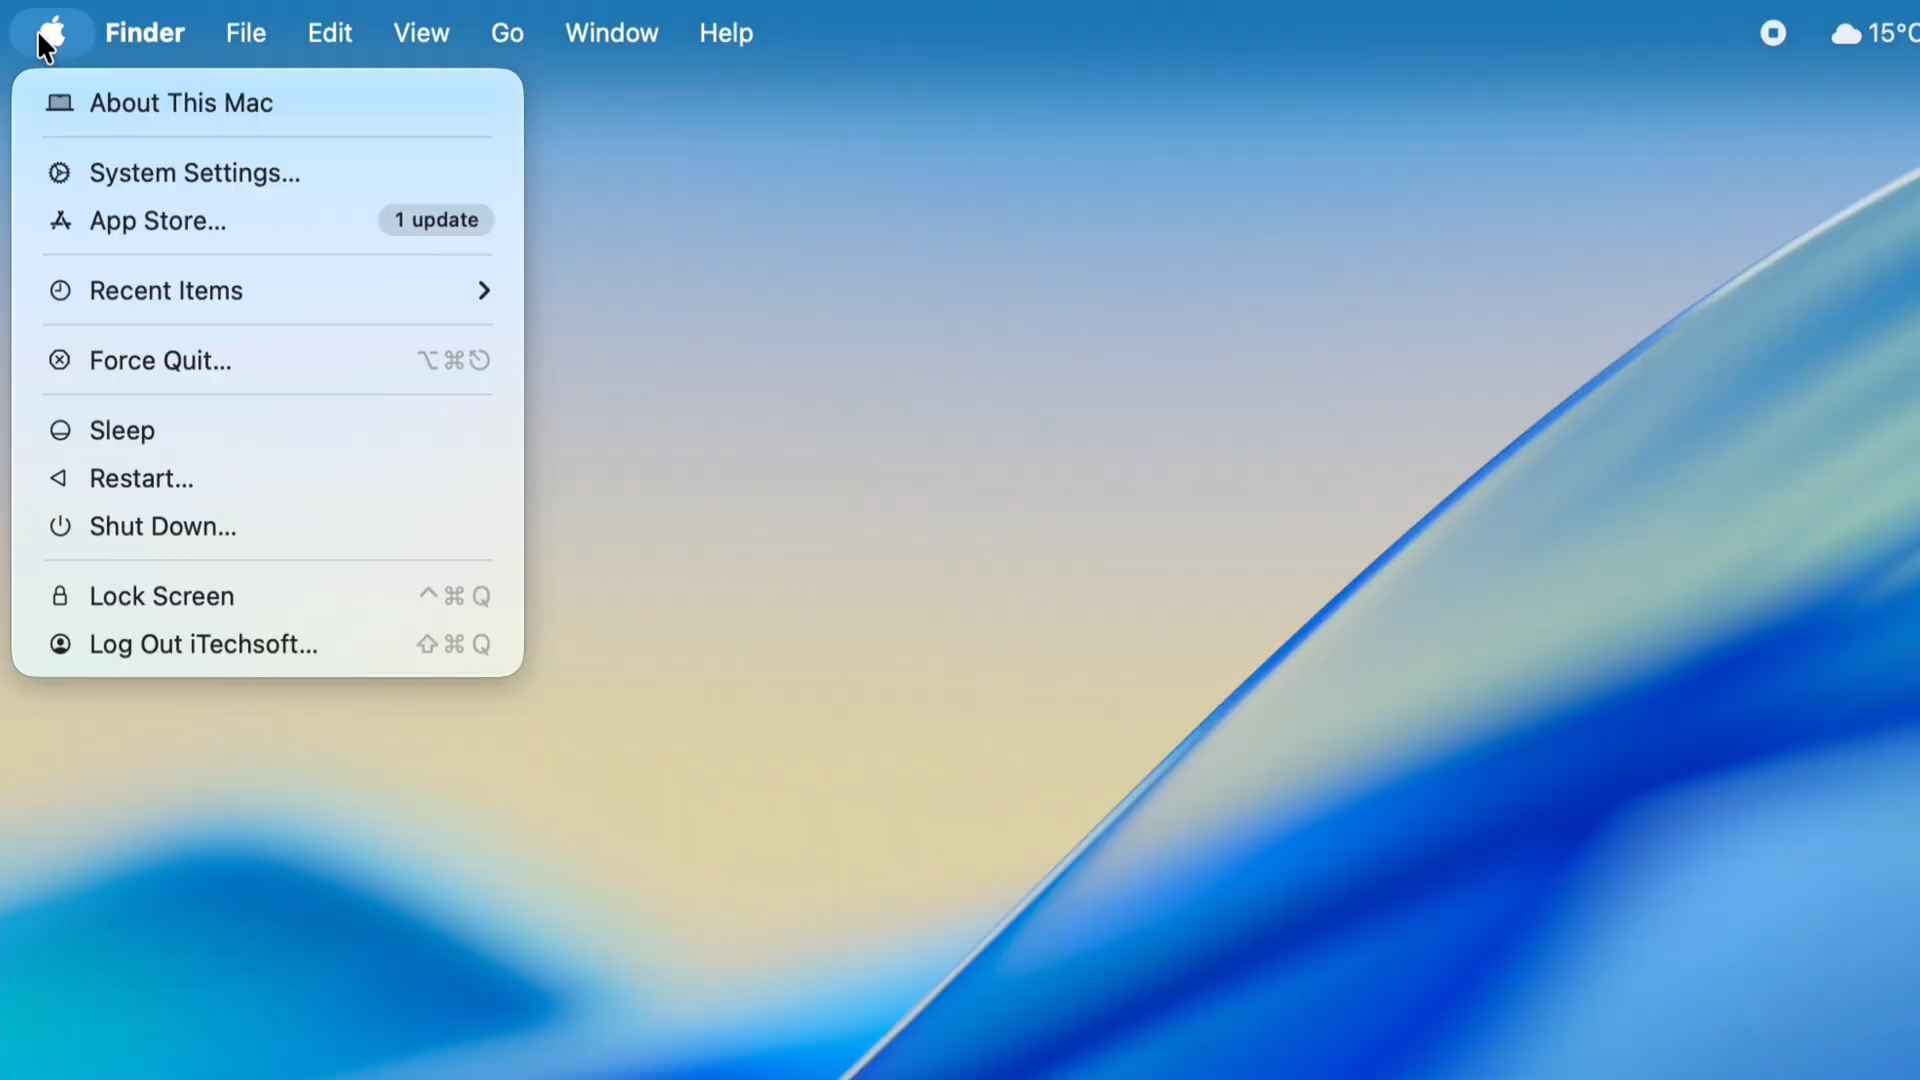 Finder File Edit View Go Window Help 15°C
About This Mac
System Settings...
App Store... 1 update
Recent Items
Force Quit... ⌥⌘⎋
Sleep
Restart...
Shut Down...
Lock Screen ^⌘Q
Log Out iTechsoft... ⇧⌘Q